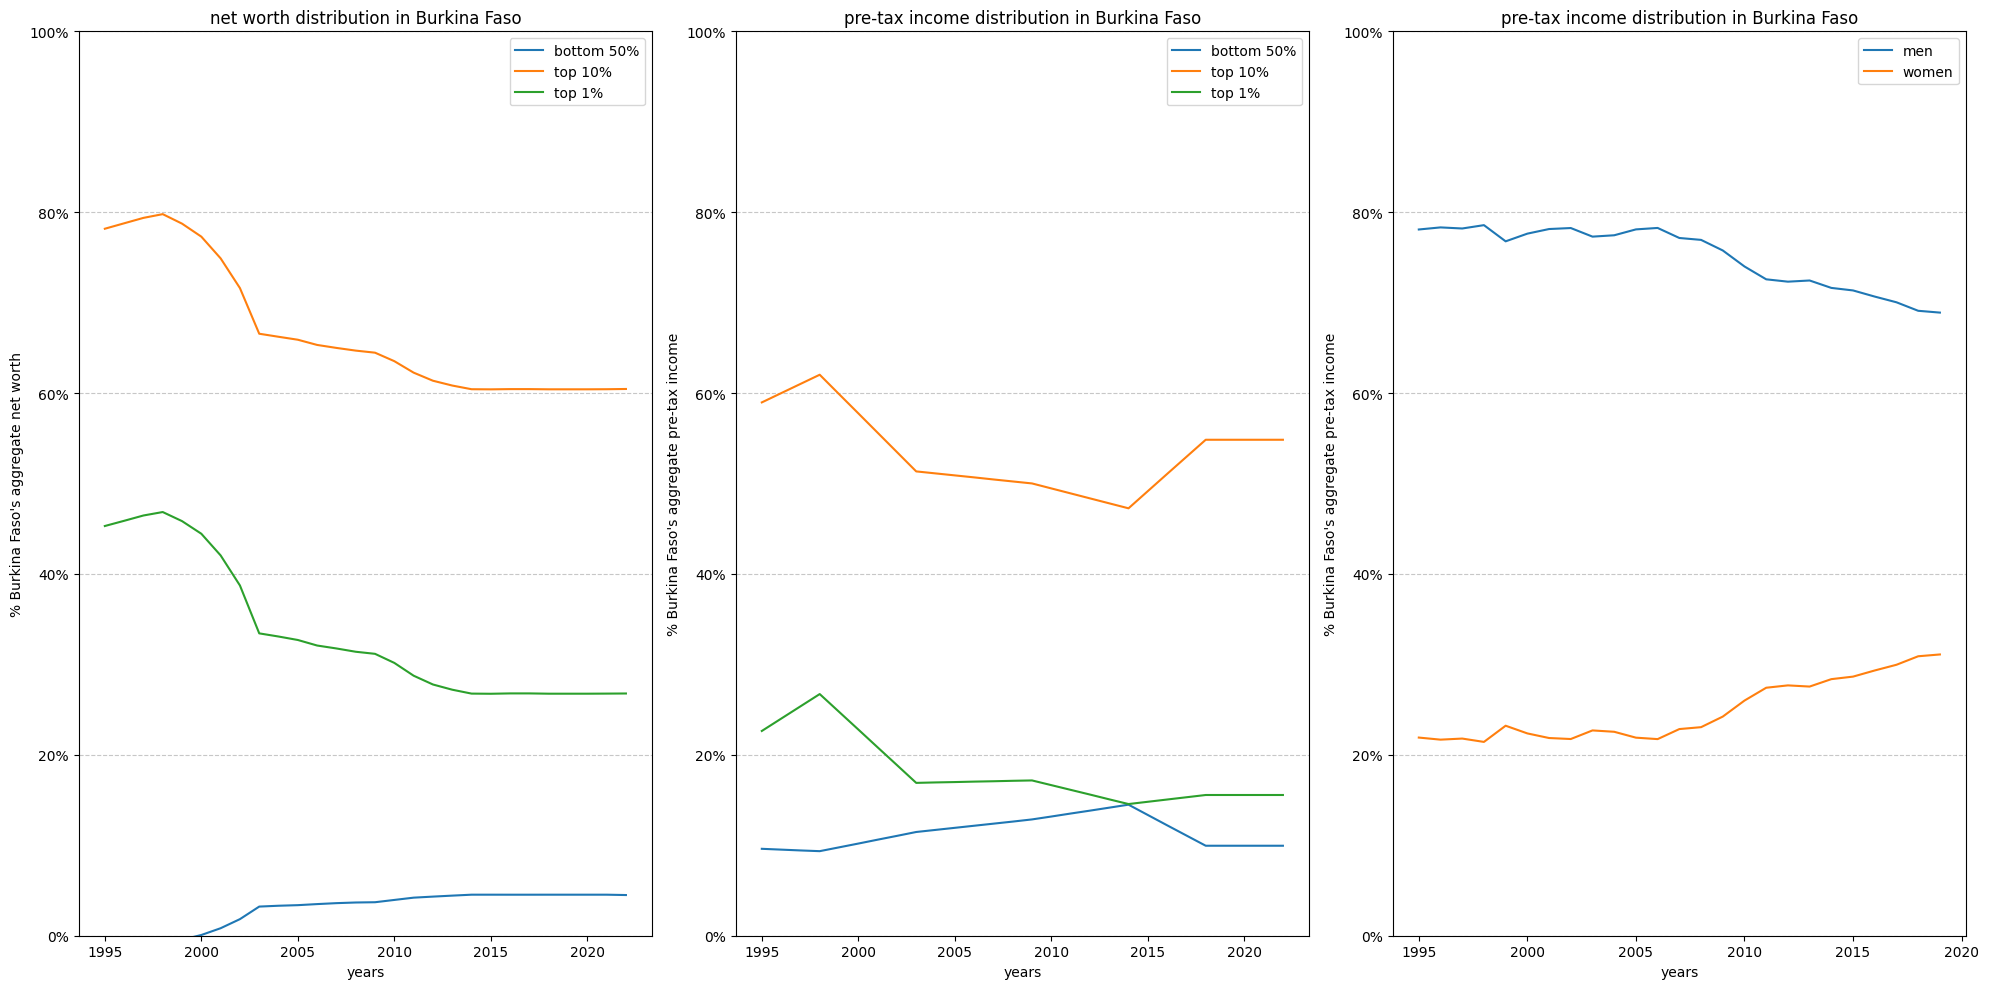 net worth distribution in Burkina Faso
100%
80%
60%
40%
20%
0%
% Burkina Faso's aggregate net worth
bottom 50%
top 10%
top 1%
1995 2000 2005 2010 2015 2020
years
pre-tax income distribution in Burkina Faso
100%
80%
60%
40%
20%
0%
% Burkina Faso's aggregate pre-tax income
bottom 50%
top 10%
top 1%
1995 2000 2005 2010 2015 2020
years
pre-tax income distribution in Burkina Faso
100%
80%
60%
40%
20%
0%
% Burkina Faso's aggregate pre-tax income
men
women
1995 2000 2005 2010 2015 2020
years